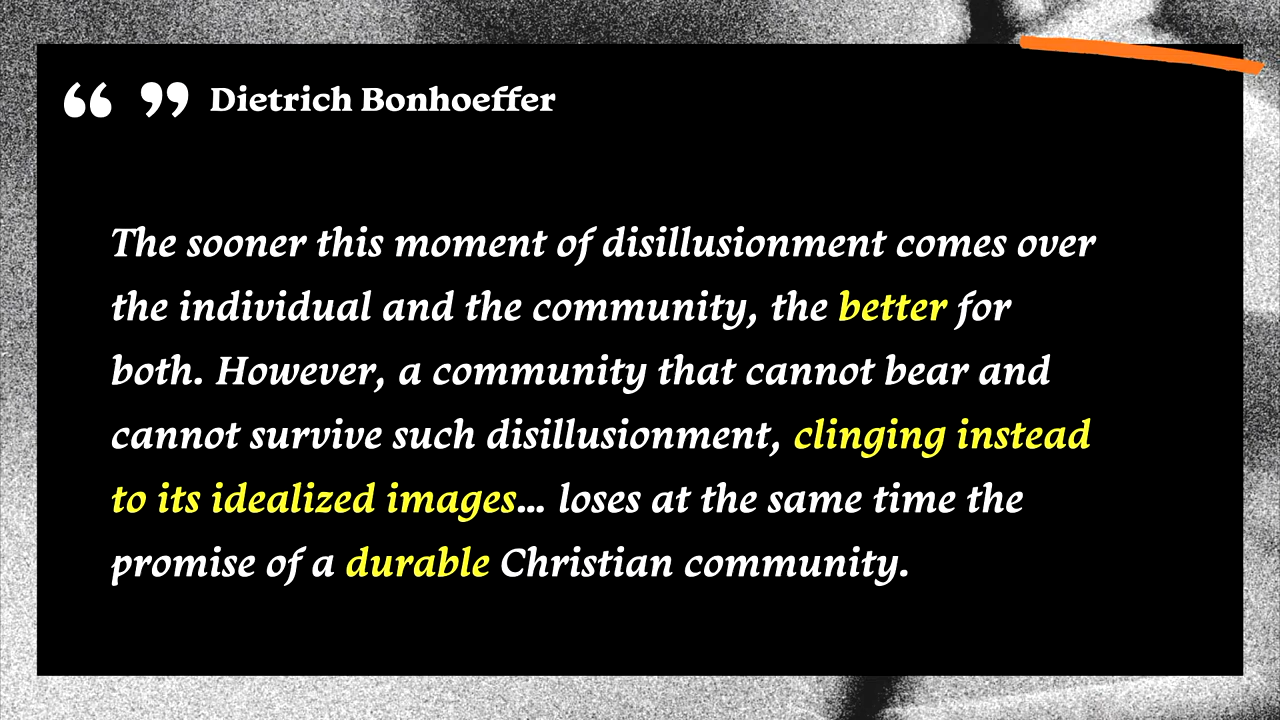 “ ” Dietrich Bonhoeffer
The sooner this moment of disillusionment comes over
the individual and the community, the better for
both. However, a community that cannot bear and
cannot survive such disillusionment, clinging instead
to its idealized images... loses at the same time the
promise of a durable Christian community.